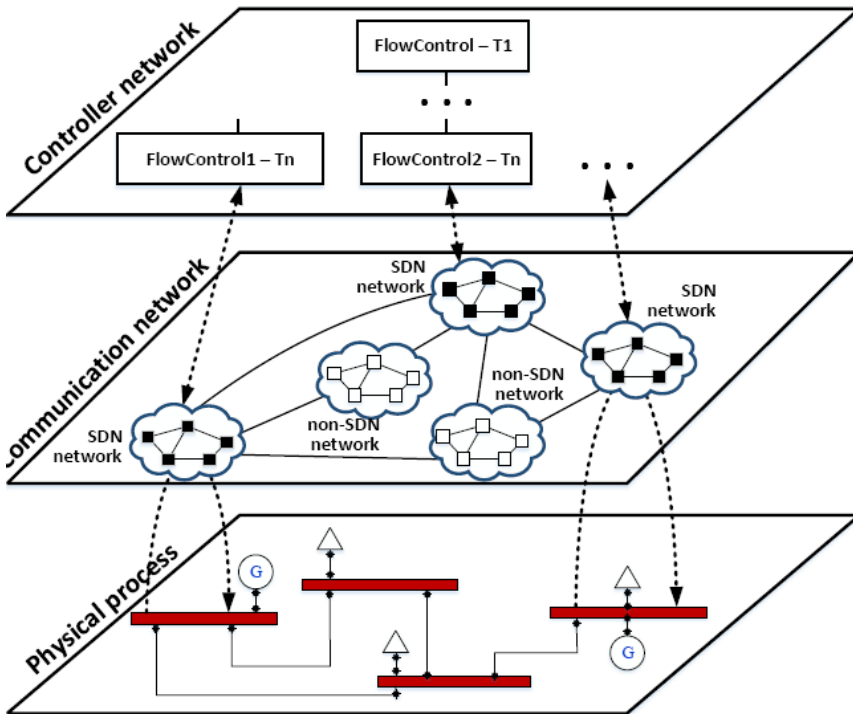 Controller network
FlowControl – T1
• • •
FlowControl1 – Tn
FlowControl2 – Tn
• • •
ommunication network
SDN
network
SDN
network
non-SDN
network
non-SDN
network
SDN
network
Physical process
G
G